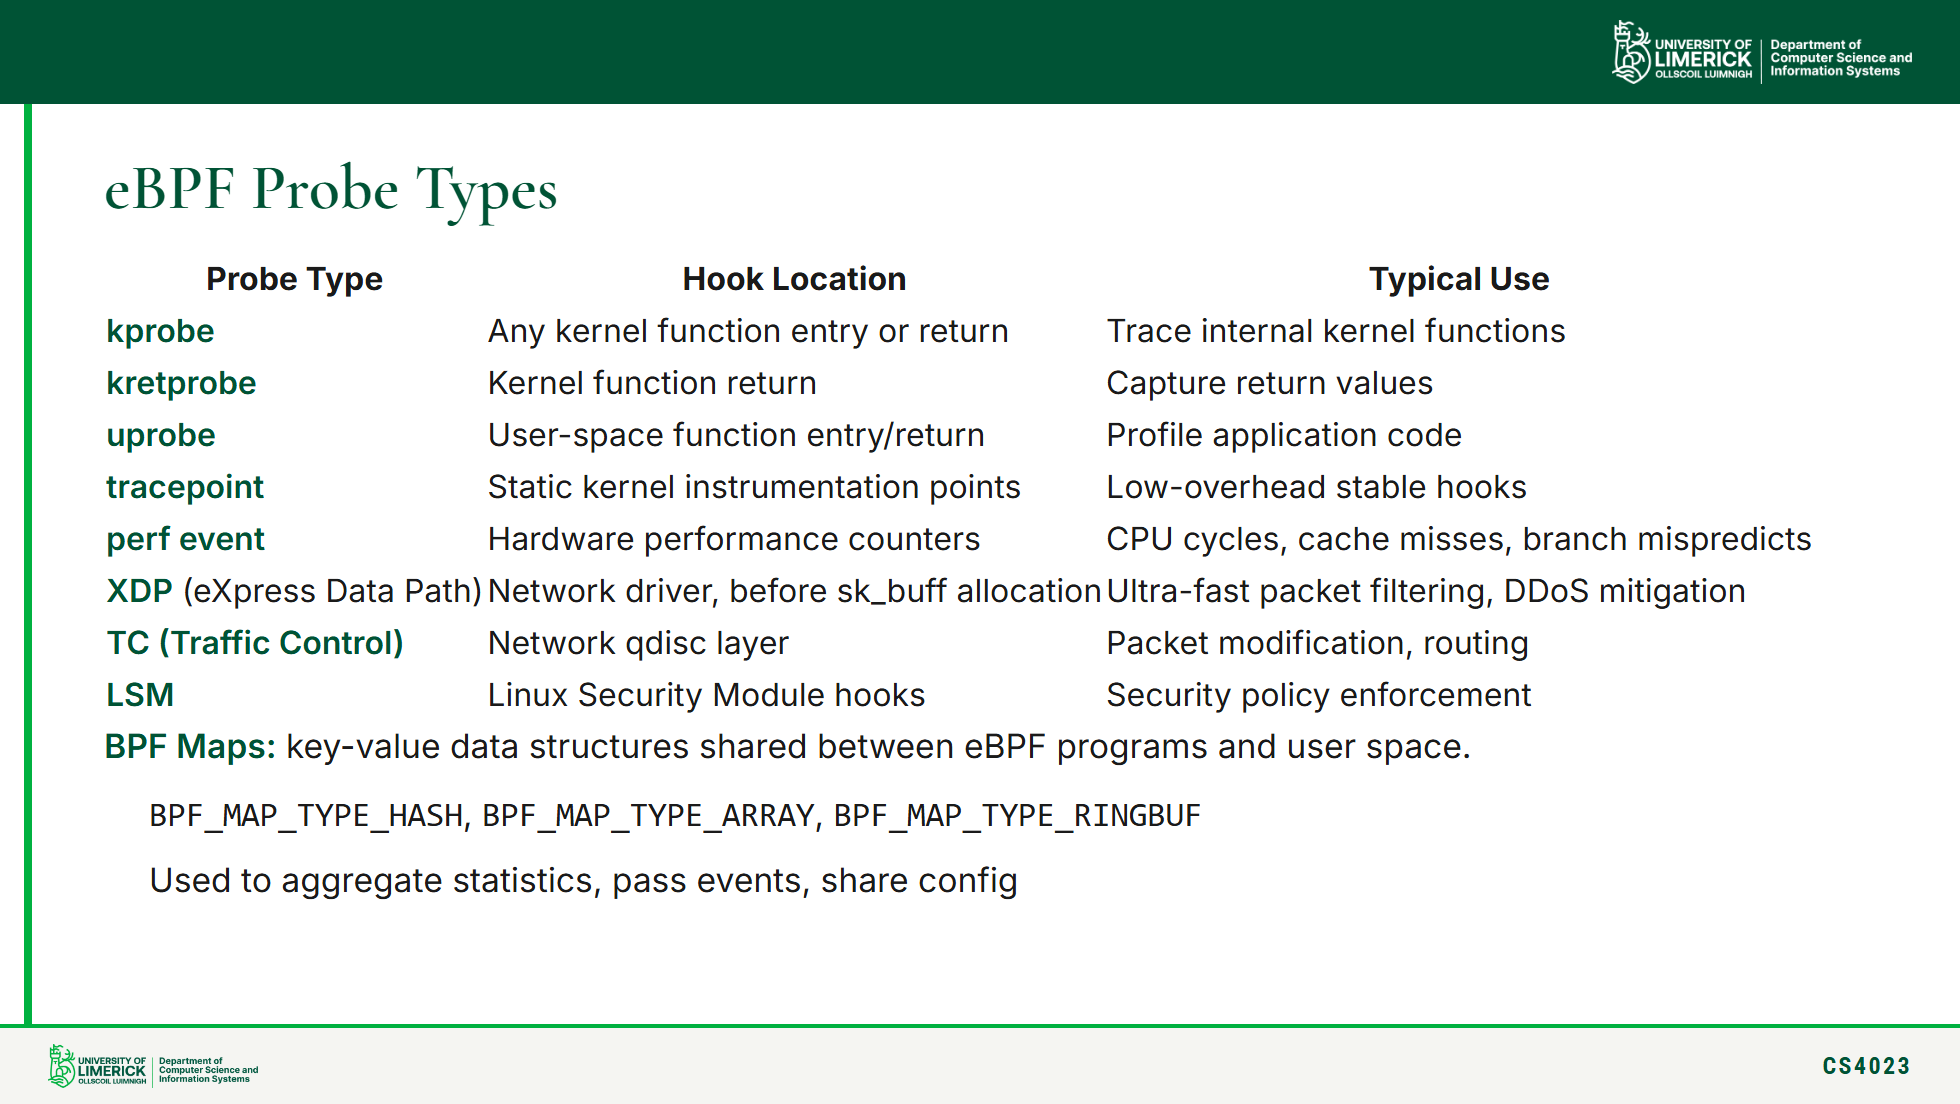 UNIVERSITY OF
LIMERICK
OLLSCOIL LUIMNIGH
Department of
Computer Science and
Information Systems
eBPF Probe Types
Probe Type Hook Location Typical Use
kprobe Any kernel function entry or return Trace internal kernel functions
kretprobe Kernel function return Capture return values
uprobe User-space function entry/return Profile application code
tracepoint Static kernel instrumentation points Low-overhead stable hooks
perf event Hardware performance counters CPU cycles, cache misses, branch mispredicts
XDP (eXpress Data Path) Network driver, before sk_buff allocation Ultra-fast packet filtering, DDoS mitigation
TC (Traffic Control) Network qdisc layer Packet modification, routing
LSM Linux Security Module hooks Security policy enforcement
BPF Maps: key-value data structures shared between eBPF programs and user space.
BPF_MAP_TYPE_HASH, BPF_MAP_TYPE_ARRAY, BPF_MAP_TYPE_RINGBUF
Used to aggregate statistics, pass events, share config
UNIVERSITY OF
LIMERICK
OLLSCOIL LUIMNIGH
Department of
Computer Science and
Information Systems
CS4023